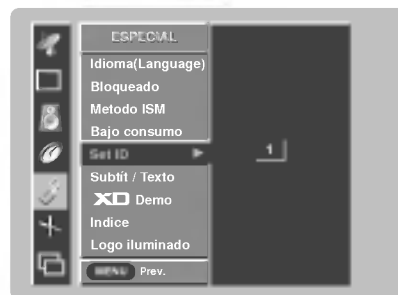 ESPECIAL
Idioma(Language)
Bloqueado
Metodo ISM
Bajo consumo
Set ID
1
Subtít / Texto
XD Demo
Indice
Logo iluminado
MENU Prev.